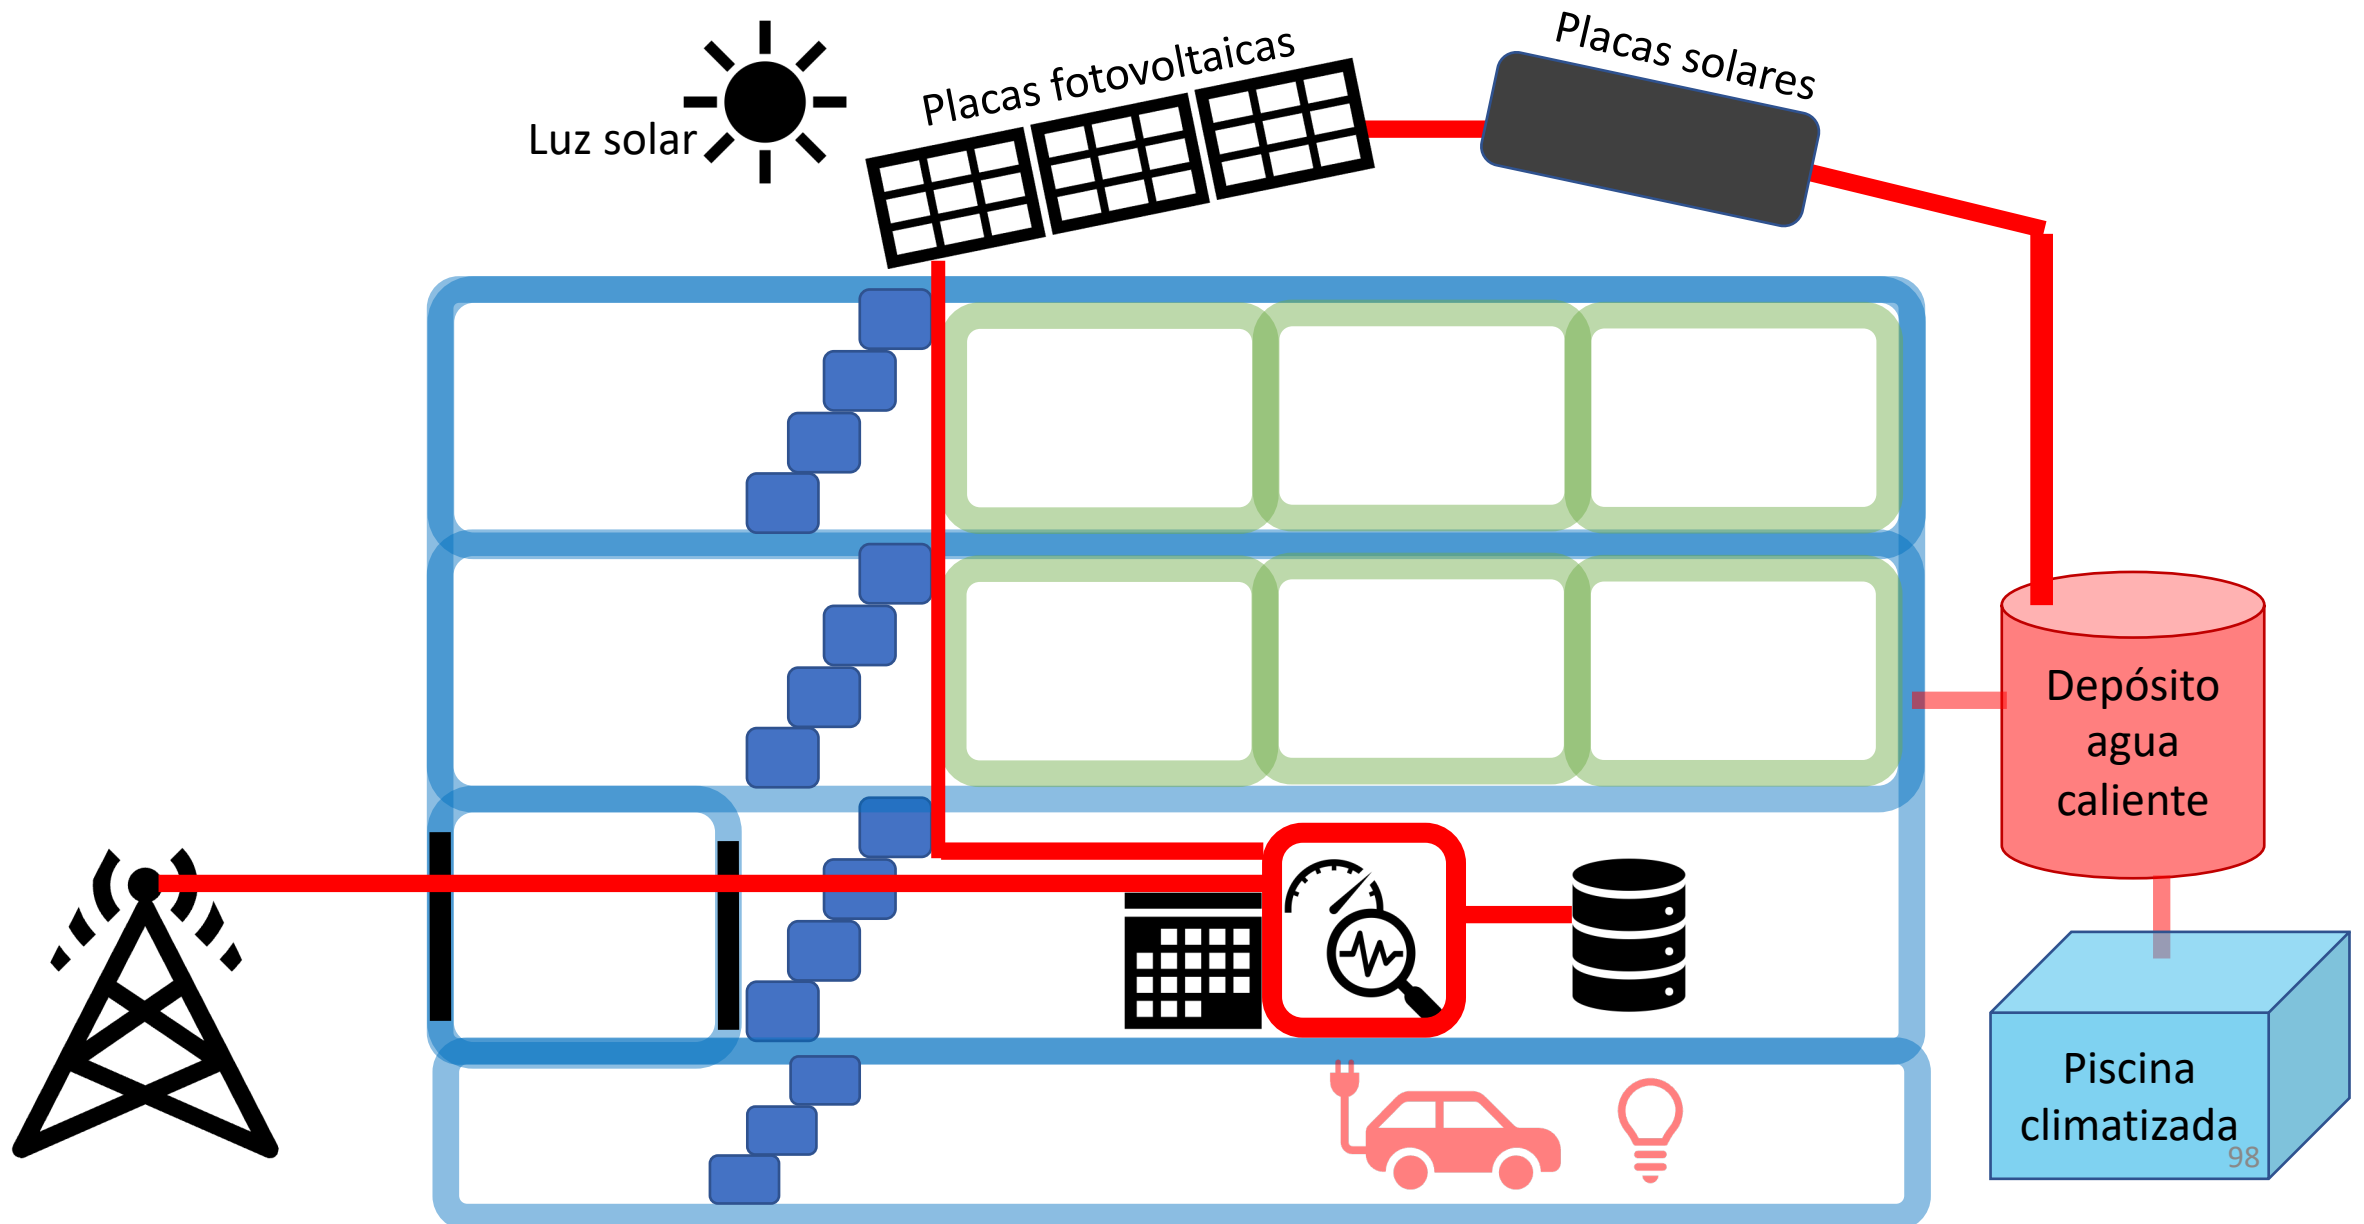 Placas solares
Placas fotovoltaicas
Luz solar
Depósito
agua
caliente
Piscina
climatizada
98